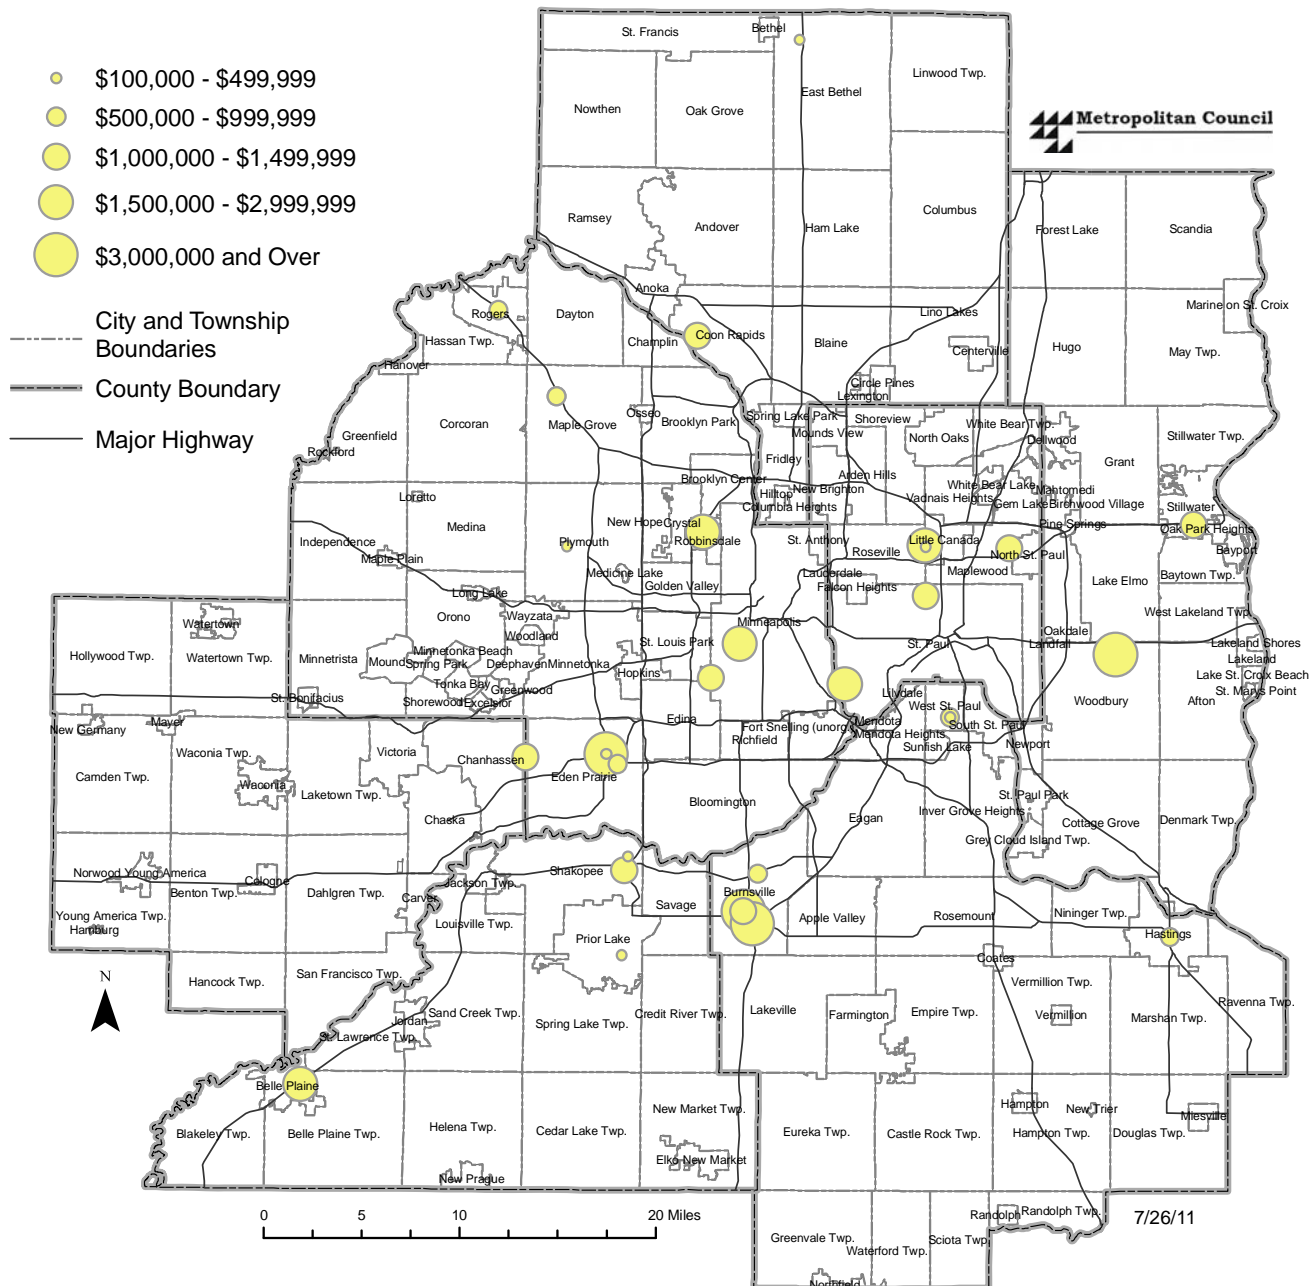 $100,000 - $499,999
$500,000 - $999,999
$1,000,000 - $1,499,999
$1,500,000 - $2,999,999
$3,000,000 and Over
City and Township
Boundaries
County Boundary
Major Highway
Metropolitan Council
St. Francis
Bethel
Linwood Twp.
East Bethel
Nowthen
Oak Grove
Columbus
Ramsey
Andover
Ham Lake
Forest Lake
Scandia
Anoka
Marine on St. Croix
Rogers
Dayton
Lino Lakes
Coon Rapids
Hassan Twp.
Champlin
Blaine
Centerville
Hugo
May Twp.
Hanover
Circle Pines
Lexington
Osseo
Spring Lake Park
Shoreview
Corcoran
Maple Grove
Brooklyn Park
White Bear Twp.
Greenfield
Mounds View
North Oaks
Dellwood
Stillwater Twp.
Rockford
Fridley
Grant
Arden Hills
Brooklyn Center
White Bear Lake
New Brighton
Mahtomedi
Loretto
Hilltop
Vadnais Heights
Gem Lake
Birchwood Village
Columbia Heights
Stillwater
Medina
New Hope
Crystal
Pine Springs
Oak Park Heights
Independence
Plymouth
Robbinsdale
St. Anthony
Little Canada
Roseville
North St. Paul
Bayport
Maple Plain
Medicine Lake
Lauderdale
Maplewood
Baytown Twp.
Golden Valley
Falcon Heights
Lake Elmo
Long Lake
Orono
Wayzata
West Lakeland Twp.
Watertown
Minneapolis
Woodland
Oakdale
St. Louis Park
St. Paul
Landfall
Lakeland Shores
Hollywood Twp.
Watertown Twp.
Minnetrista
Mound
Minnetonka Beach
Spring Park
Deephaven
Minnetonka
Lakeland
Hopkins
Lake St. Croix Beach
Tonka Bay
Greenwood
St. Marys Point
St. Bonifacius
Shorewood
Excelsior
Lilydale
Woodbury
Afton
West St. Paul
New Germany
Mayer
Edina
Fort Snelling (unorg.)
Mendota
South St. Paul
Richfield
Mendota Heights
Newport
Waconia Twp.
Victoria
Sunfish Lake
Chanhassen
Camden Twp.
Eden Prairie
Waconia
Laketown Twp.
St. Paul Park
Bloomington
Inver Grove Heights
Chaska
Eagan
Cottage Grove
Denmark Twp.
Grey Cloud Island Twp.
Norwood Young America
Shakopee
Cologne
Jackson Twp.
Benton Twp.
Dahlgren Twp.
Carver
Burnsville
Savage
Young America Twp.
Louisville Twp.
Apple Valley
Rosemount
Nininger Twp.
Hamburg
Prior Lake
Hastings
Coates
N
Hancock Twp.
San Francisco Twp.
Vermillion Twp.
Ravenna Twp.
Jordan
Sand Creek Twp.
Spring Lake Twp.
Credit River Twp.
Lakeville
Farmington
Empire Twp.
Vermillion
Marshan Twp.
St. Lawrence Twp.
Belle Plaine
Hampton
New Trier
Miesville
New Market Twp.
Blakeley Twp.
Belle Plaine Twp.
Helena Twp.
Cedar Lake Twp.
Eureka Twp.
Castle Rock Twp.
Hampton Twp.
Douglas Twp.
Elko New Market
New Prague
0 5 10 20 Miles
Randolph
Randolph Twp.
7/26/11
Greenvale Twp.
Waterford Twp.
Sciota Twp.
Northfield